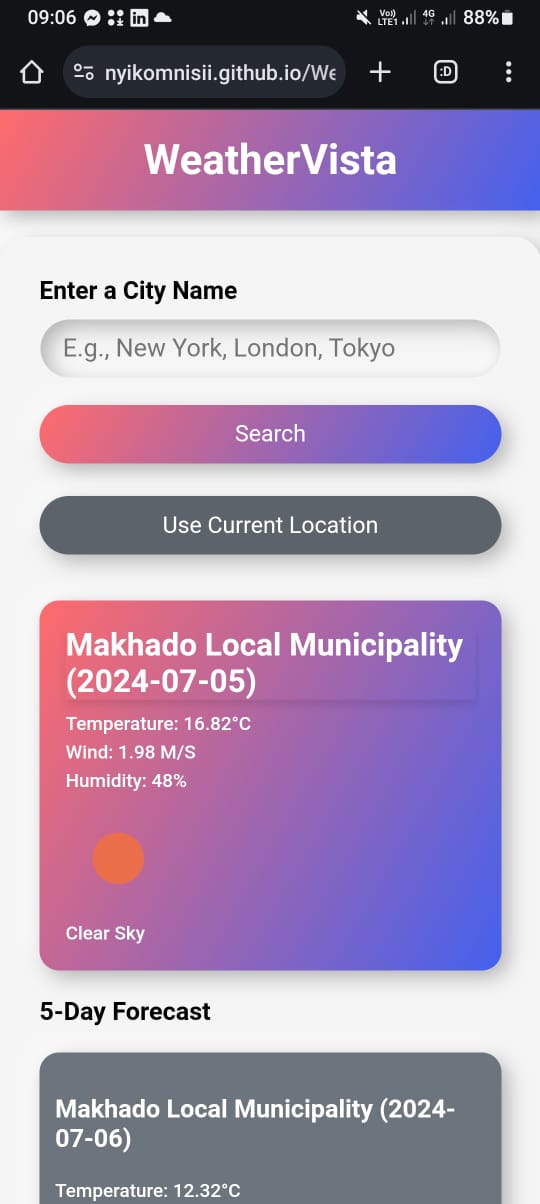 09:06
Vo)) 4G 88%
LTE1
nyikomnisii.github.io/We
:D
WeatherVista
Enter a City Name
E.g., New York, London, Tokyo
Search
Use Current Location
Makhado Local Municipality
(2024-07-05)
Temperature: 16.82°C
Wind: 1.98 M/S
Humidity: 48%
Clear Sky
5-Day Forecast
Makhado Local Municipality (2024-
07-06)
Temperature: 12.32°C